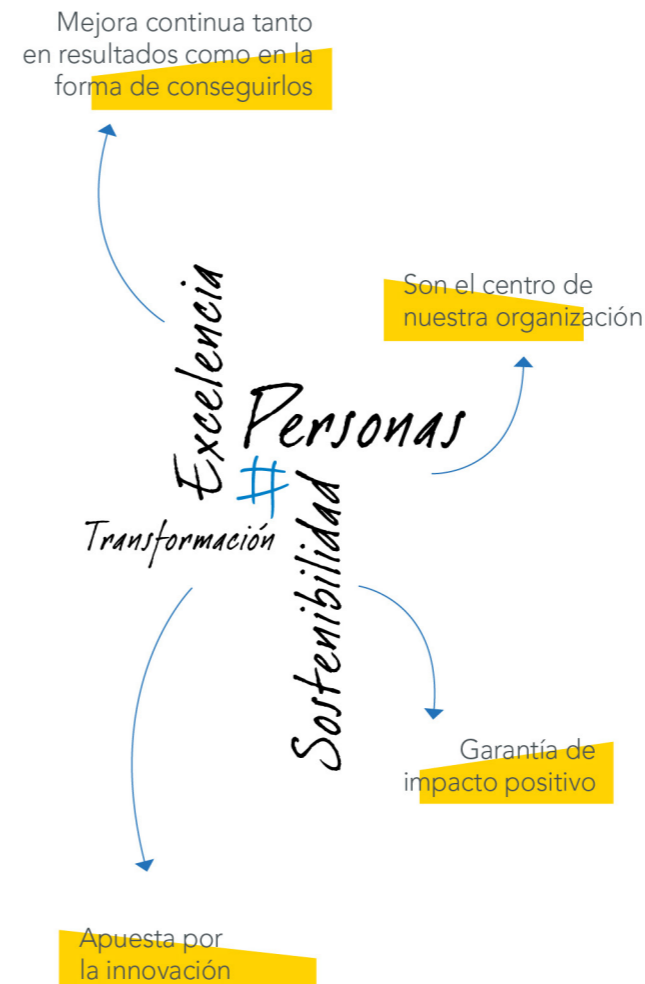 Mejora continua tanto
en resultados como en la
forma de conseguirlos
Son el centro de
nuestra organización
Excelencia
Personas
#
Transformación
Sostenibilidad
Garantía de
impacto positivo
Apuesta por
la innovación